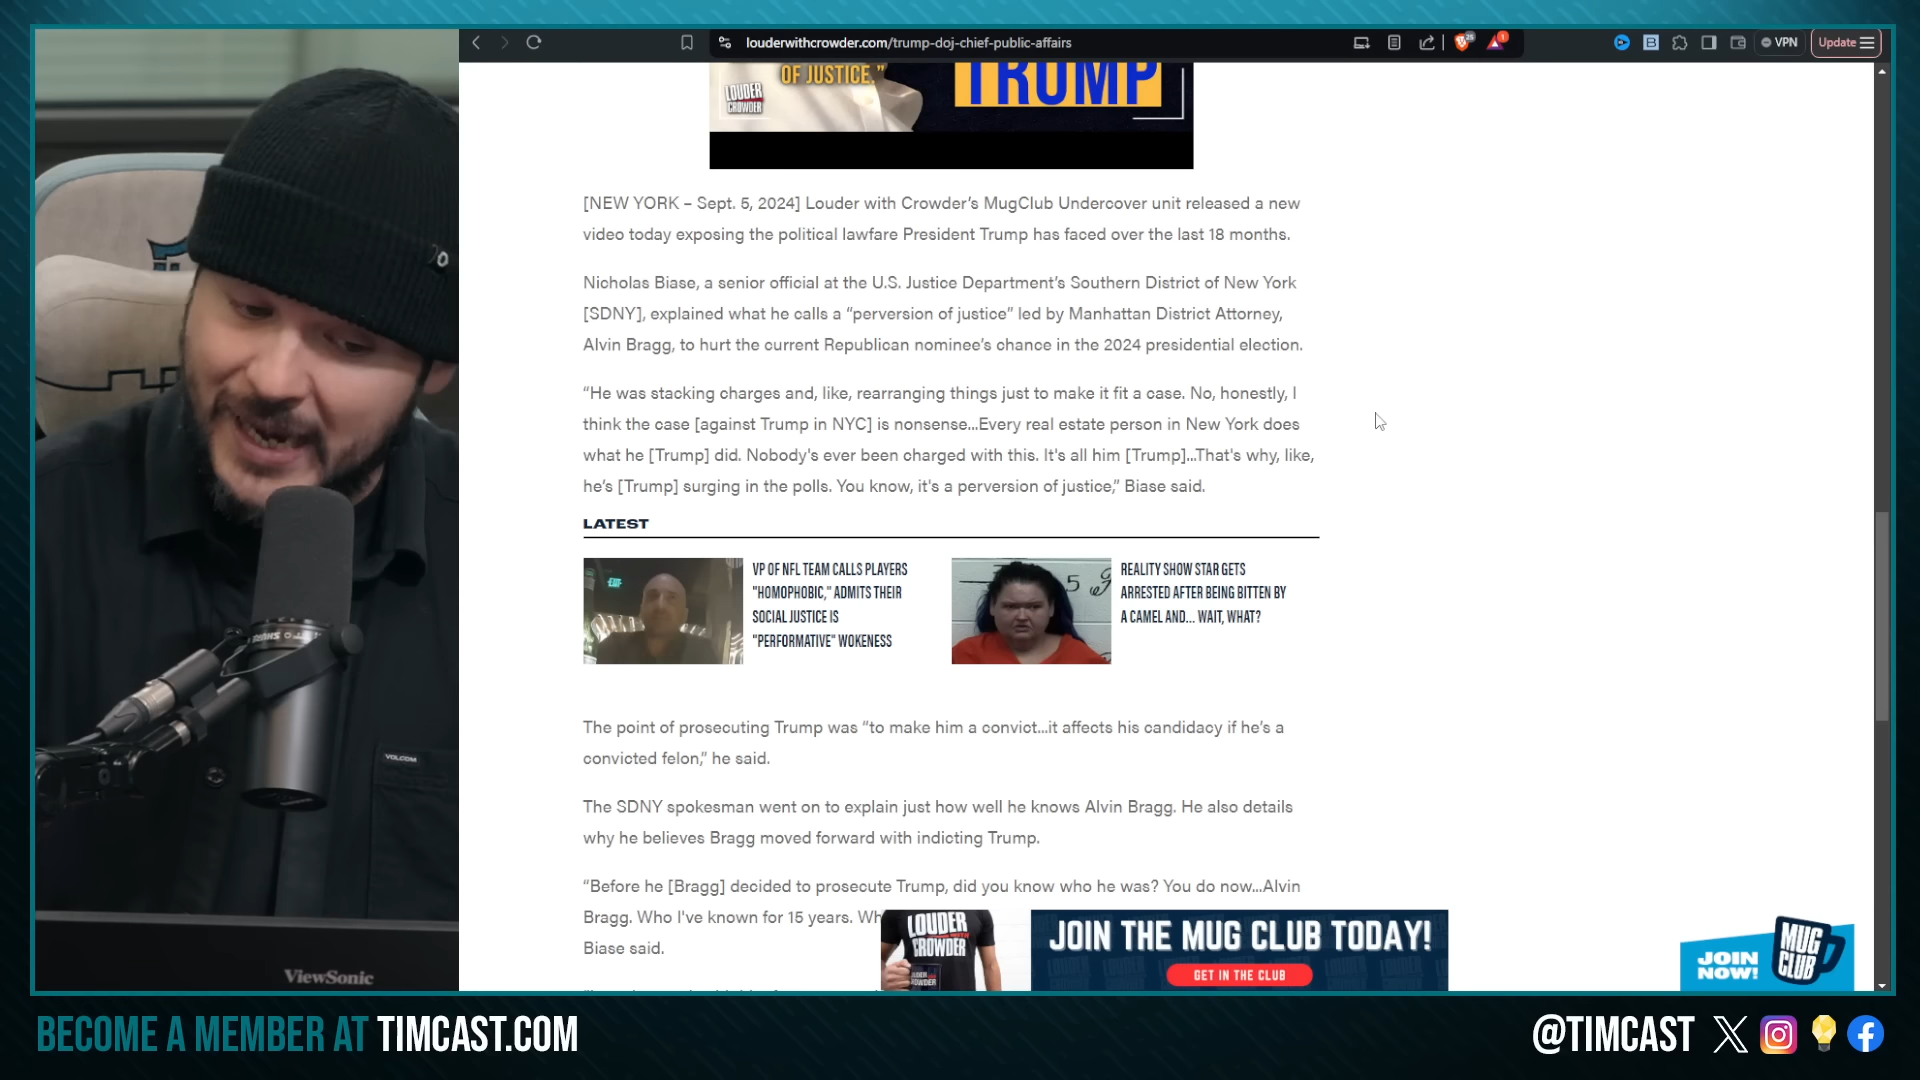 louderwithcrowder.com/trump-doj-chief-public-affairs
VPN
Update
OF JUSTICE."
TRUMP
LOUDER
CROWDER
[NEW YORK – Sept. 5, 2024] Louder with Crowder's MugClub Undercover unit released a new
video today exposing the political lawfare President Trump has faced over the last 18 months.
Nicholas Biase, a senior official at the U.S. Justice Department's Southern District of New York
[SDNY], explained what he calls a "perversion of justice" led by Manhattan District Attorney,
Alvin Bragg, to hurt the current Republican nominee's chance in the 2024 presidential election.
"He was stacking charges and, like, rearranging things just to make it fit a case. No, honestly, I
think the case [against Trump in NYC] is nonsense...Every real estate person in New York does
what he [Trump] did. Nobody's ever been charged with this. It's all him [Trump]...That's why, like,
he's [Trump] surging in the polls. You know, it's a perversion of justice," Biase said.
LATEST
VP OF NFL TEAM CALLS PLAYERS
"HOMOPHOBIC," ADMITS THEIR
SOCIAL JUSTICE IS
"PERFORMATIVE" WOKENESS
REALITY SHOW STAR GETS
ARRESTED AFTER BEING BITTEN BY
A CAMEL AND... WAIT, WHAT?
The point of prosecuting Trump was "to make him a convict...it affects his candidacy if he's a
convicted felon," he said.
The SDNY spokesman went on to explain just how well he knows Alvin Bragg. He also details
why he believes Bragg moved forward with indicting Trump.
"Before he [Bragg] decided to prosecute Trump, did you know who he was? You do now...Alvin
Bragg. Who I've known for 15 years. Wh
Biase said.
LOUDER
CROWDER
JOIN THE MUG CLUB TODAY!
GET IN THE CLUB
JOIN
NOW!
MUG
CLUB
VOLCOM
ViewSonic
BECOME A MEMBER AT TIMCAST.COM
@TIMCAST